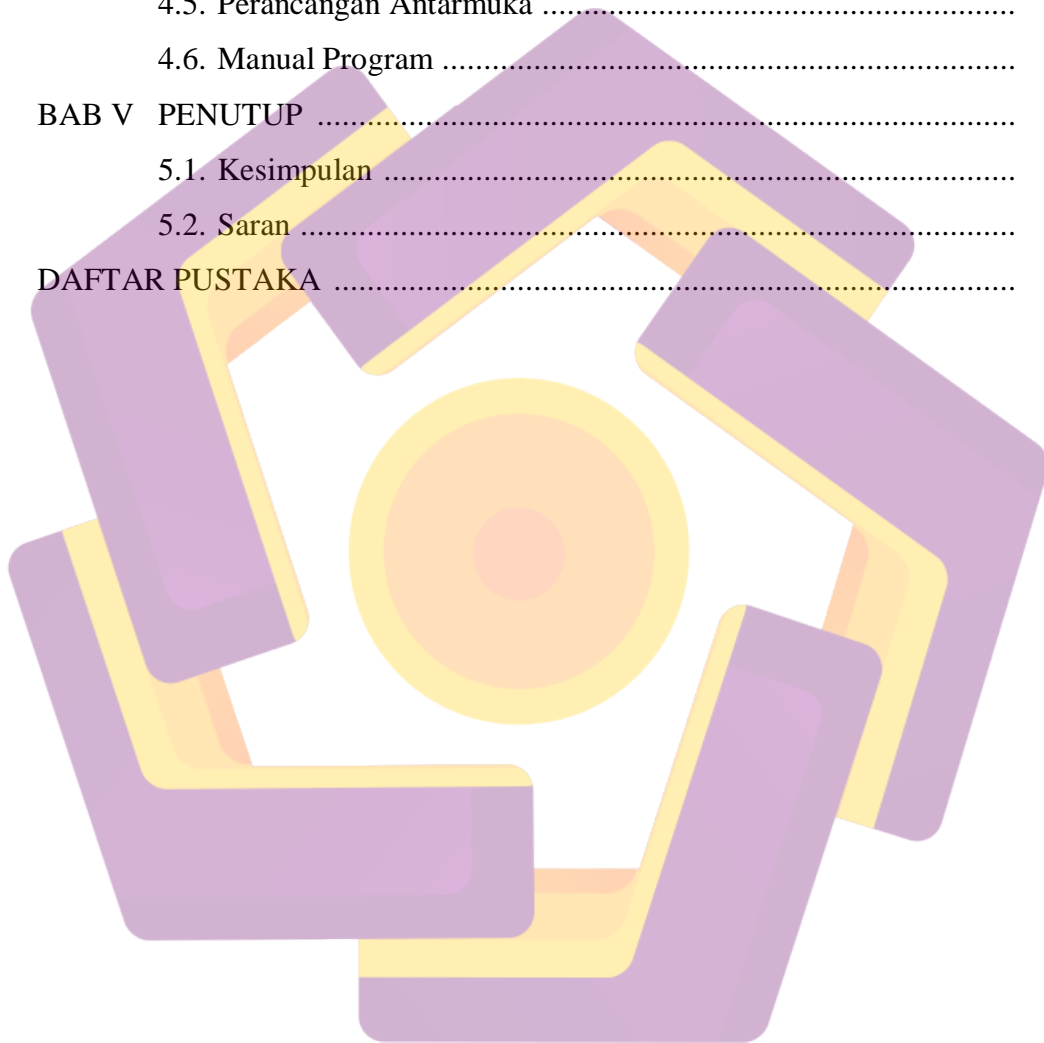 4.5. Perancangan Antarmuka ..........................................................
4.6. Manual Program ......................................................................
BAB V PENUTUP .....................................................................................
5.1. Kesimpulan .............................................................................
5.2. Saran .......................................................................................
DAFTAR PUSTAKA ...................................................................................